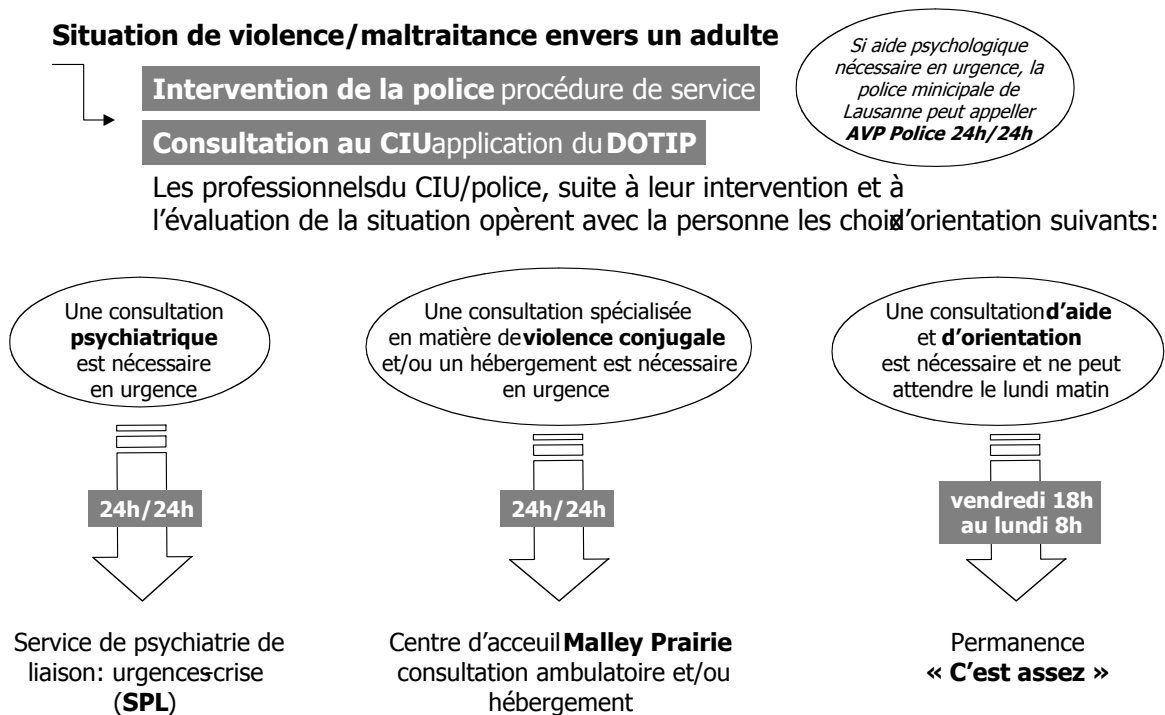 Situation de violence/maltraitance envers un adulte
Si aide psychologique
nécessaire en urgence, la
police minicipale de
Lausanne peut appeller
AVP Police 24h/24h
Intervention de la police procédure de service
Consultation au CIUapplication du DOTIP
Les professionnelsdu CIU/police, suite à leur intervention et à
l'évaluation de la situation opèrent avec la personne les choixd'orientation suivants:
Une consultation
psychiatrique
est nécessaire
en urgence
24h/24h
Service de psychiatrie de
liaison: urgences-crise
(SPL)
Une consultation spécialisée
en matière de violence conjugale
et/ou un hébergement est nécessaire
en urgence
24h/24h
Centre d'acceuil Malley Prairie
consultation ambulatoire et/ou
hébergement
Une consultation d'aide
et d'orientation
est nécessaire et ne peut
attendre le lundi matin
vendredi 18h
au lundi 8h
Permanence
« C'est assez »